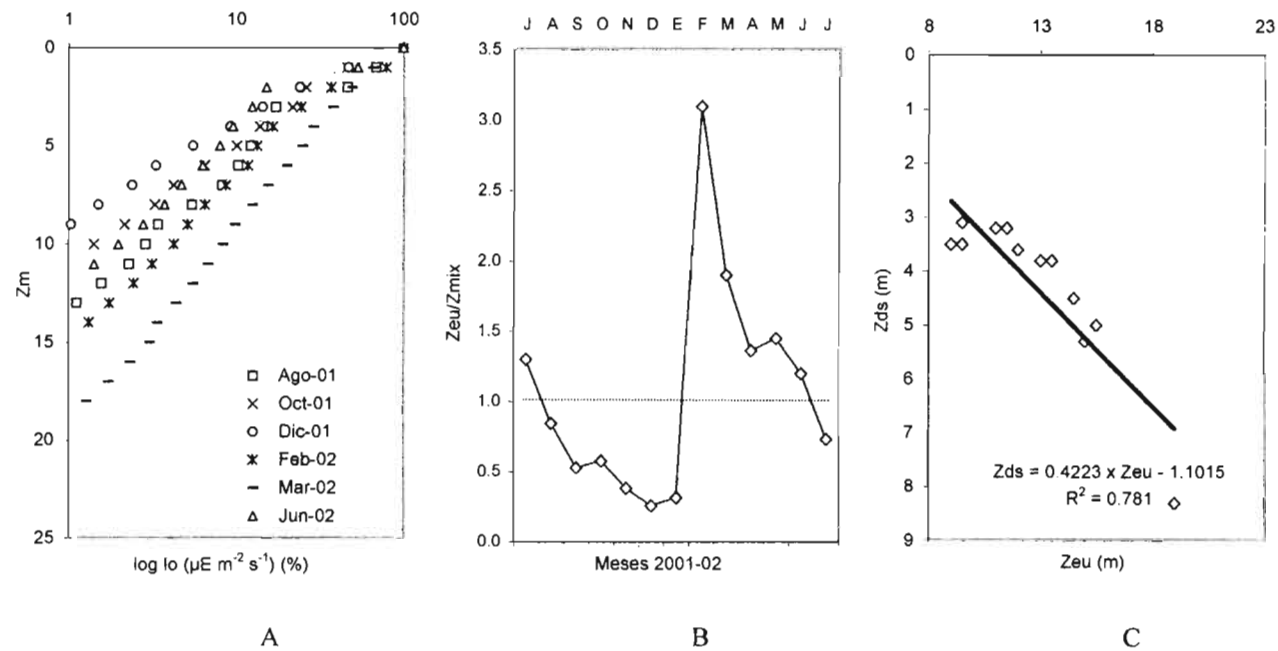 1 10 100
0
5
10
15
20
25
Zm
Ago-01
Oct-01
Dic-01
Feb-02
Mar-02
Jun-02
log Io (µE m⁻² s⁻¹) (%)
A
J A S O N D E F M A M J J
3.5
3.0
2.5
2.0
1.5
1.0
0.5
0.0
Zeu/Zmix
Meses 2001-02
B
8 13 18 23
0
1
2
3
4
5
6
7
8
9
Zds (m)
Zds = 0.4223 x Zeu - 1.1015
R² = 0.781
Zeu (m)
C